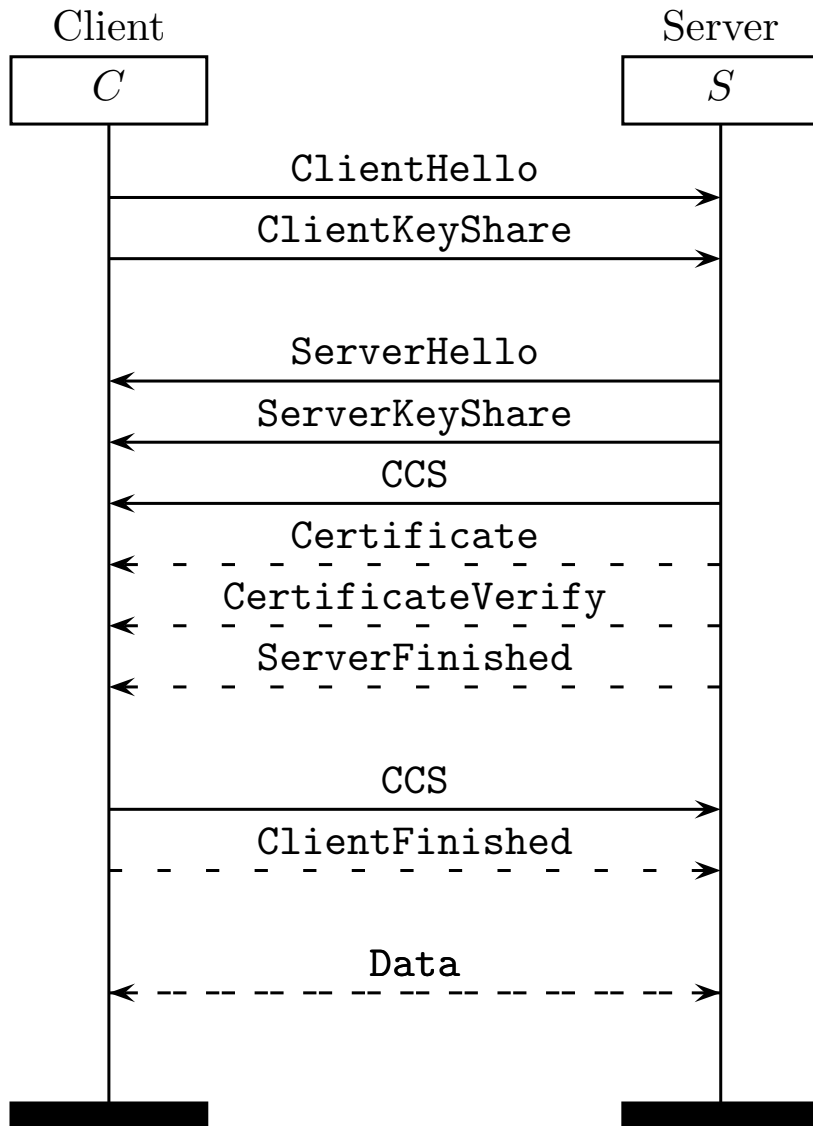 Client Server
C S
ClientHello
ClientKeyShare
ServerHello
ServerKeyShare
CCS
Certificate
CertificateVerify
ServerFinished
CCS
ClientFinished
Data